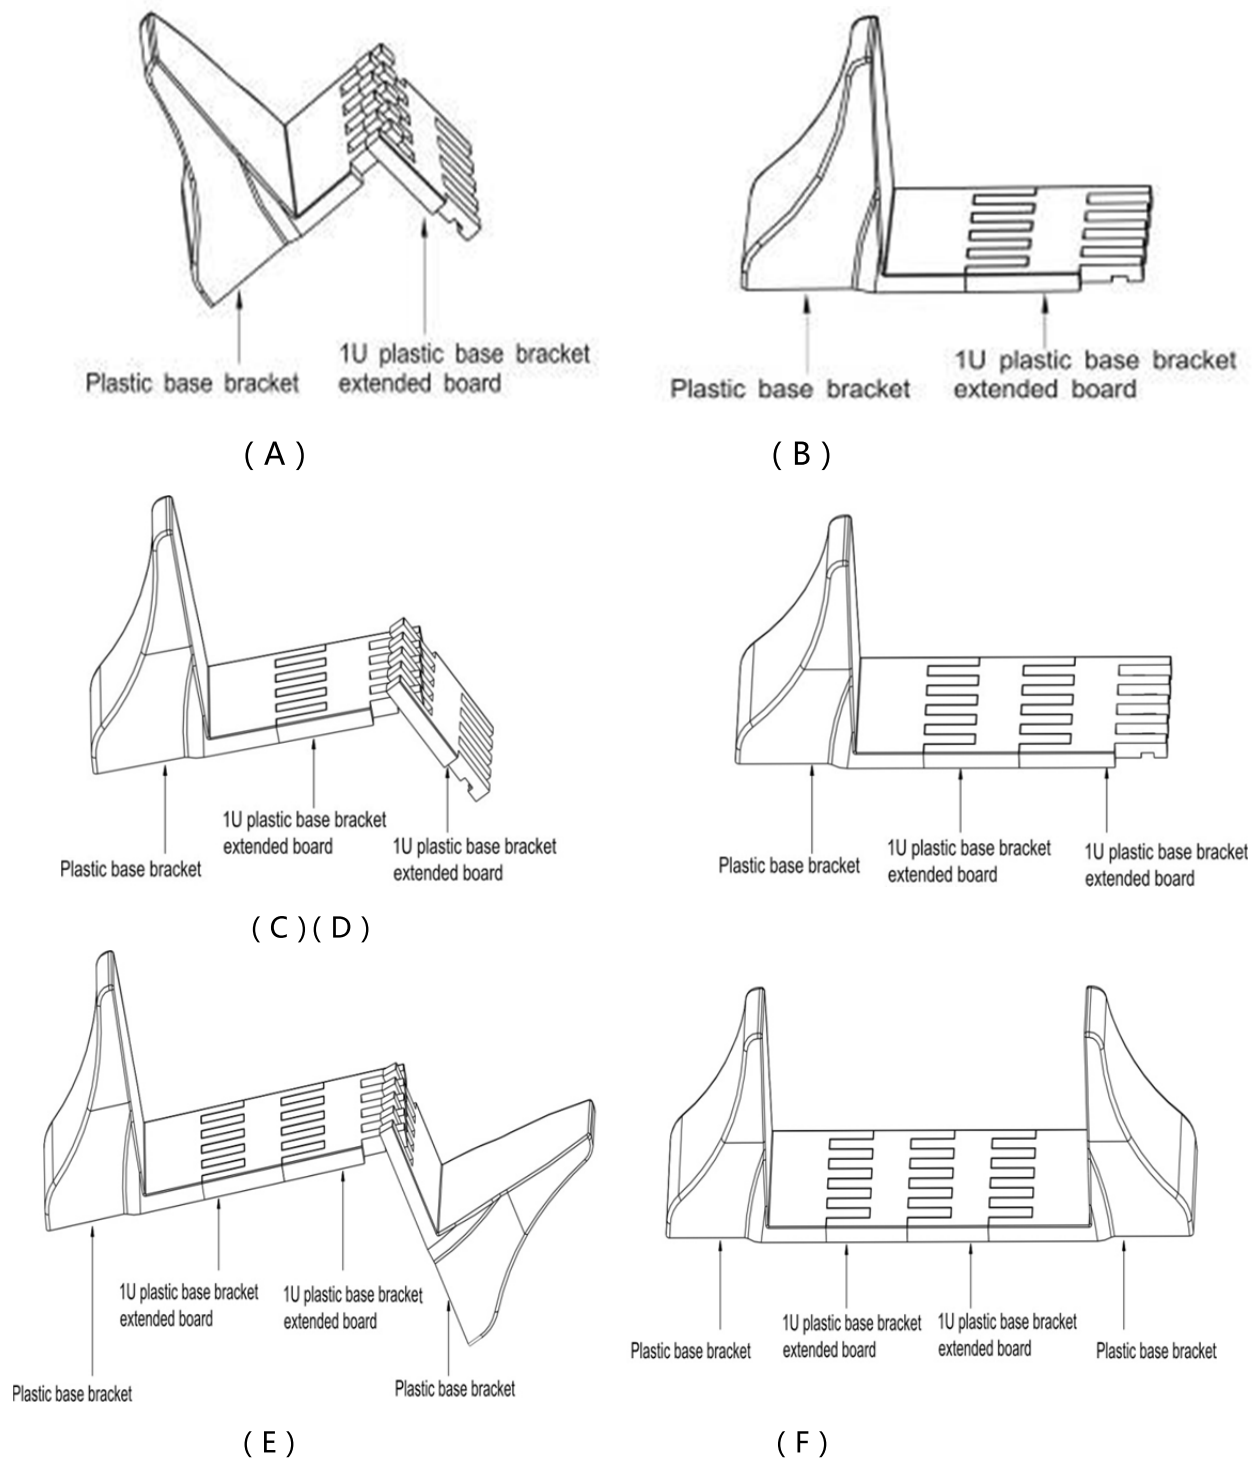 1U plastic base bracket
extended board
Plastic base bracket
1U plastic base bracket
extended board
Plastic base bracket
( A )
( B )
1U plastic base bracket
extended board
1U plastic base bracket
extended board
Plastic base bracket
1U plastic base bracket
extended board
1U plastic base bracket
extended board
Plastic base bracket
( C ) ( D )
1U plastic base bracket
extended board
1U plastic base bracket
extended board
Plastic base bracket
Plastic base bracket
1U plastic base bracket
extended board
1U plastic base bracket
extended board
Plastic base bracket
Plastic base bracket
( E )
( F )